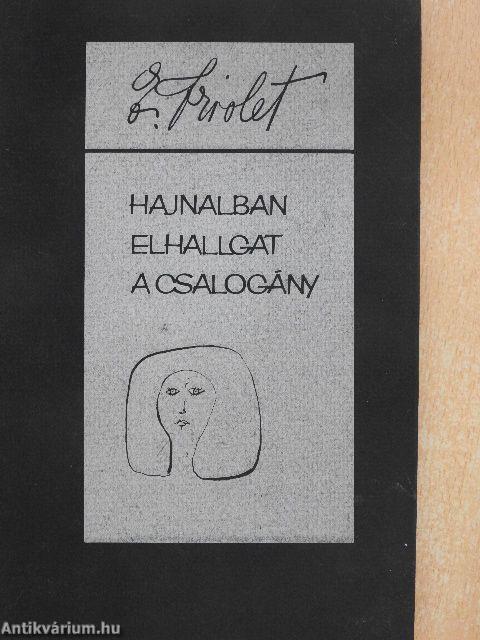 E. Triolet
HAJNALBAN
ELHALLGAT
A CSALOGÁNY
Antikvárium.hu